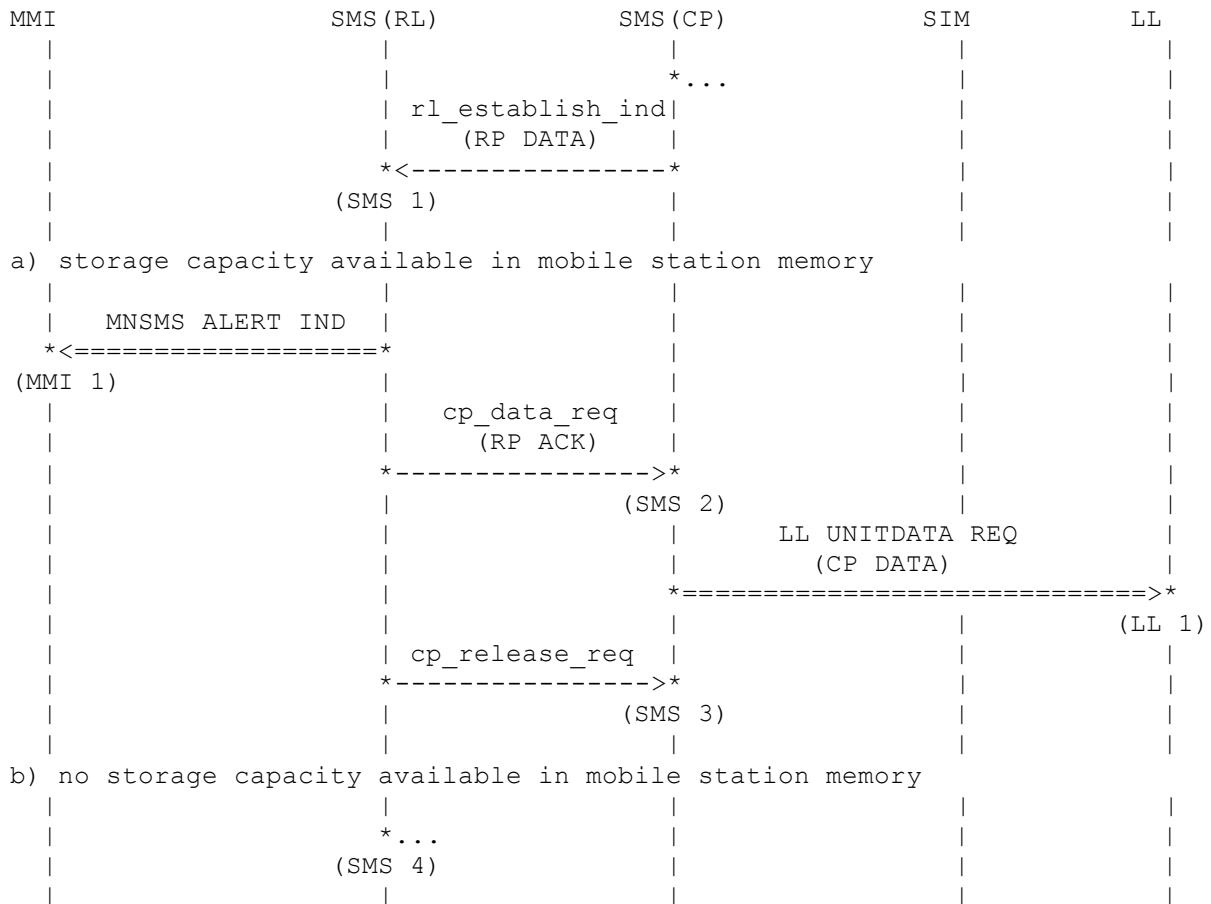 MMI SMS(RL) SMS(CP) SIM LL
*...
rl_establish_ind
(RP DATA)
*<----------------*
(SMS 1)
a) storage capacity available in mobile station memory
MNSMS ALERT IND
*<===================*
(MMI 1)
cp_data_req
(RP ACK)
*---------------->*
(SMS 2)
LL UNITDATA REQ
(CP DATA)
*=============================>*
(LL 1)
cp_release_req
*---------------->*
(SMS 3)
b) no storage capacity available in mobile station memory
*...
(SMS 4)